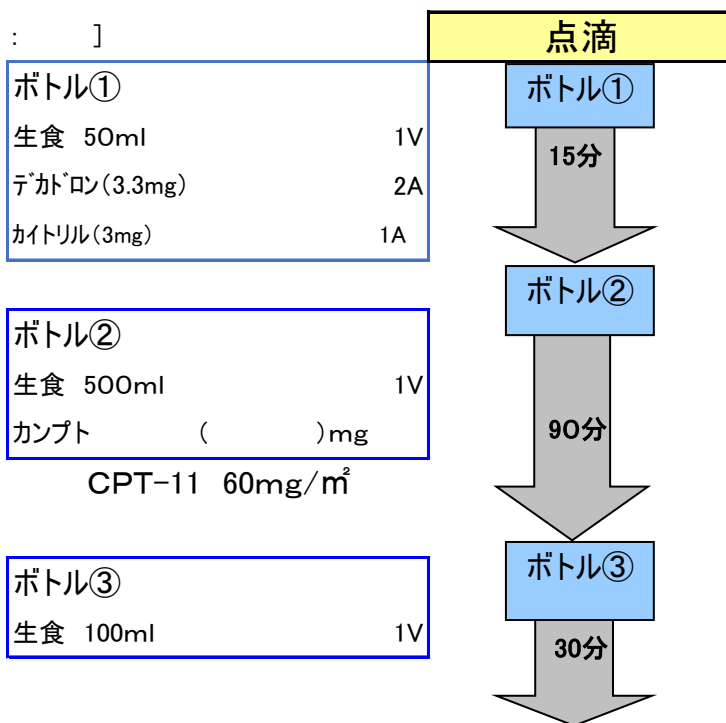 :　　]
点滴
ボトル①
生食 50ml 1V
ﾃﾞｶﾄﾞﾛﾝ(3.3mg) 2A
ｶｲﾄﾘﾙ(3mg) 1A
ボトル①
15分
ボトル②
生食 500ml 1V
カンプト (　　　)mg
CPT-11 60mg/㎡
ボトル②
90分
ボトル③
生食 100ml 1V
ボトル③
30分